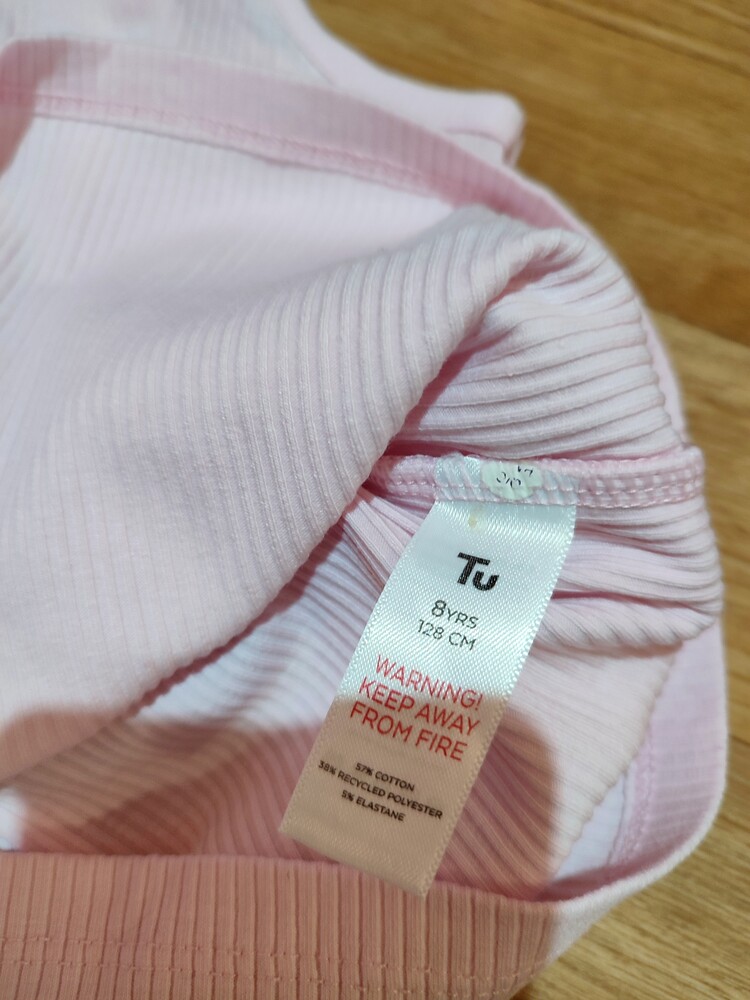 Tu
8YRS
128 CM
WARNING!
KEEP AWAY
FROM FIRE
57% COTTON
38% RECYCLED POLYESTER
5% ELASTANE